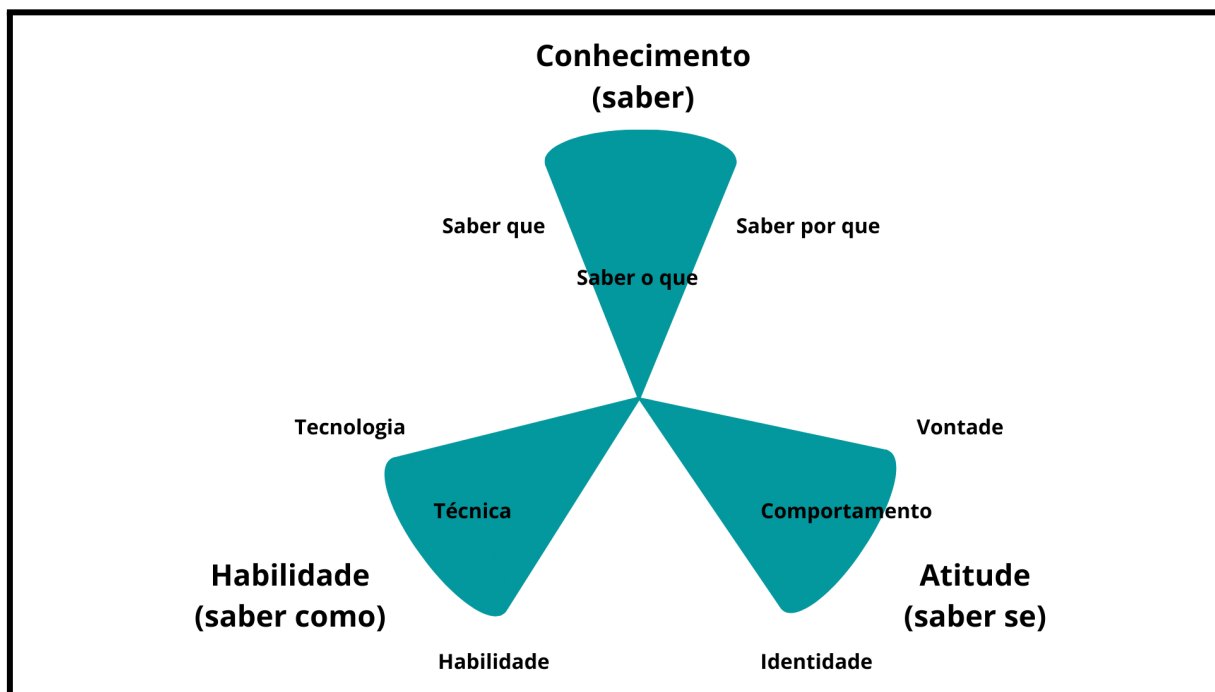 Conhecimento
(saber)
Saber que
Saber por que
Saber o que
Tecnologia
Vontade
Técnica
Comportamento
Habilidade
(saber como)
Atitude
(saber se)
Habilidade
Identidade